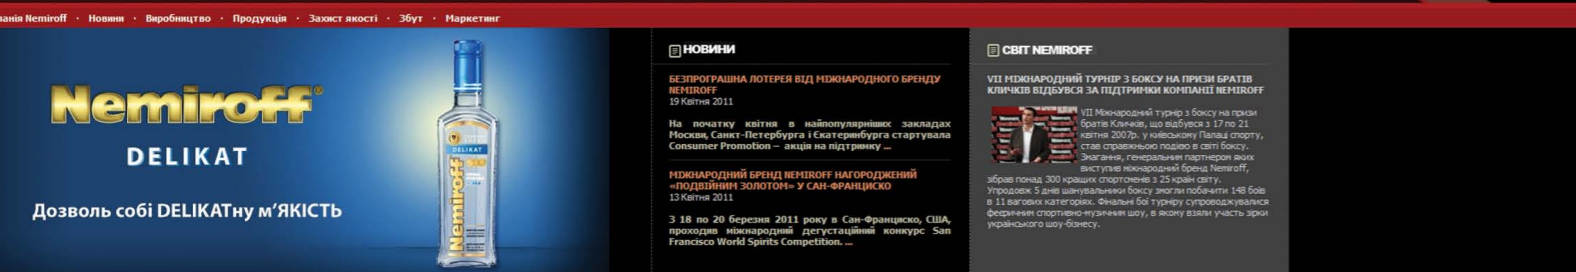 анія Nemiroff · Новини · Виробництво · Продукція · Захист якості · Збут · Маркетинг
Nemiroff®
DELIKAT
Дозволь собі DELIKATну м’ЯКІСТЬ
DELIKAT
Nemiroff
НОВИНИ
БЕЗПРОГРАШНА ЛОТЕРЕЯ ВІД МІЖНАРОДНОГО БРЕНДУ
NEMIROFF
19 Квітня 2011
На початку квітня в найпопулярніших закладах
Москви, Санкт-Петербурга і Єкатеринбурга стартувала
Consumer Promotion – акція на підтримку ...
МІЖНАРОДНИЙ БРЕНД NEMIROFF НАГОРОДЖЕНИЙ
«ПОДВІЙНИМ ЗОЛОТОМ» У САН-ФРАНЦИСКО
13 Квітня 2011
З 18 по 20 березня 2011 року в Сан-Франциско, США,
проходив міжнародний дегустаційний конкурс San
Francisco World Spirits Competition. ...
СВІТ NEMIROFF
VII МІЖНАРОДНИЙ ТУРНІР З БОКСУ НА ПРИЗИ БРАТІВ
КЛИЧКІВ ВІДБУВСЯ ЗА ПІДТРИМКИ КОМПАНІЇ NEMIROFF
VII Міжнародний турнір з боксу на призи
братів Кличків, що відбувся з 17 по 21
квітня 2007р. у київському Палаці спорту,
став справжньою подією в світі боксу.
Змагання, генеральним партнером яких
виступив міжнародний бренд Nemiroff,
зібрав понад 300 кращих спортсменів з 25 країн світу.
Упродовж 5 днів шанувальники боксу змогли побачити 148 боїв
в 11 вагових категоріях. Фінальні бої турніру супроводжувалися
феєричним спортивно-музичним шоу, в якому взяли участь зірки
українського шоу-бізнесу.